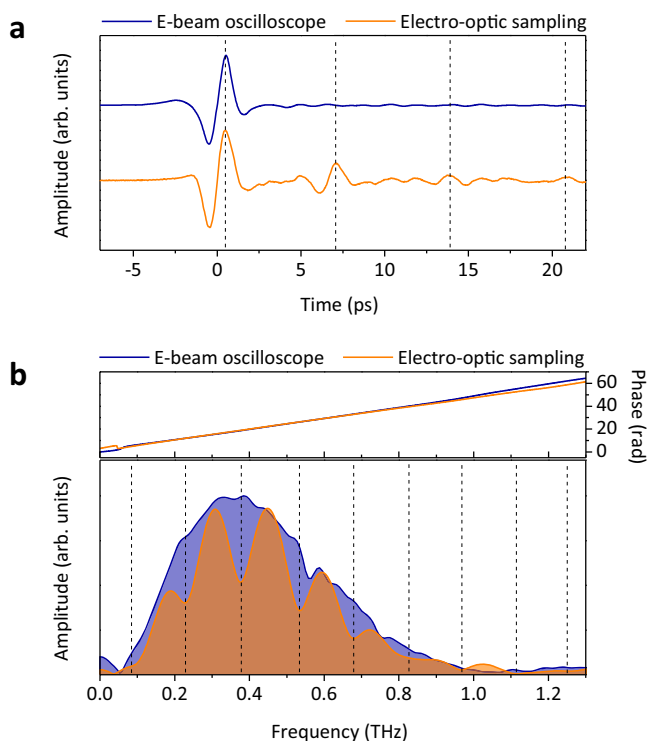 a
E-beam oscilloscope Electro-optic sampling
Amplitude (arb. units)
-5 0 5 10 15 20
Time (ps)
b
E-beam oscilloscope Electro-optic sampling
60
40
20
0
Phase (rad)
Amplitude (arb. units)
0.0 0.2 0.4 0.6 0.8 1.0 1.2
Frequency (THz)